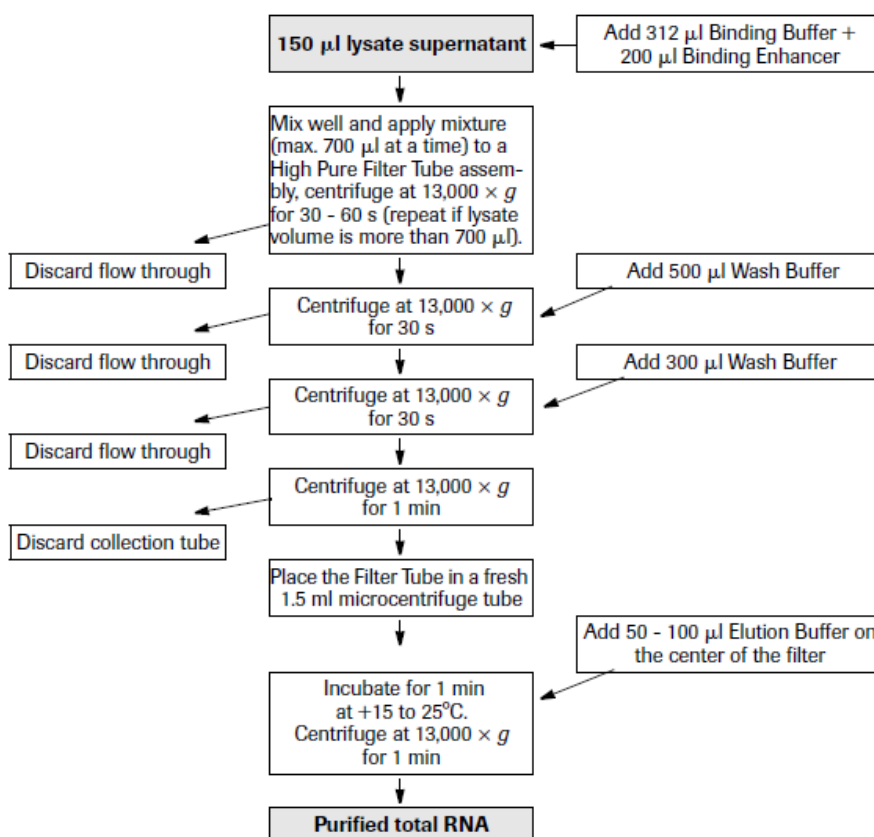 150 µl lysate supernatant
Add 312 µl Binding Buffer +
200 µl Binding Enhancer
Mix well and apply mixture
(max. 700 µl at a time) to a
High Pure Filter Tube assem-
bly, centrifuge at 13,000 × g
for 30 - 60 s (repeat if lysate
volume is more than 700 µl).
Discard flow through
Add 500 µl Wash Buffer
Centrifuge at 13,000 × g
for 30 s
Discard flow through
Add 300 µl Wash Buffer
Centrifuge at 13,000 × g
for 30 s
Discard flow through
Centrifuge at 13,000 × g
for 1 min
Discard collection tube
Place the Filter Tube in a fresh
1.5 ml microcentrifuge tube
Add 50 - 100 µl Elution Buffer on
the center of the filter
Incubate for 1 min
at +15 to 25°C.
Centrifuge at 13,000 × g
for 1 min
Purified total RNA